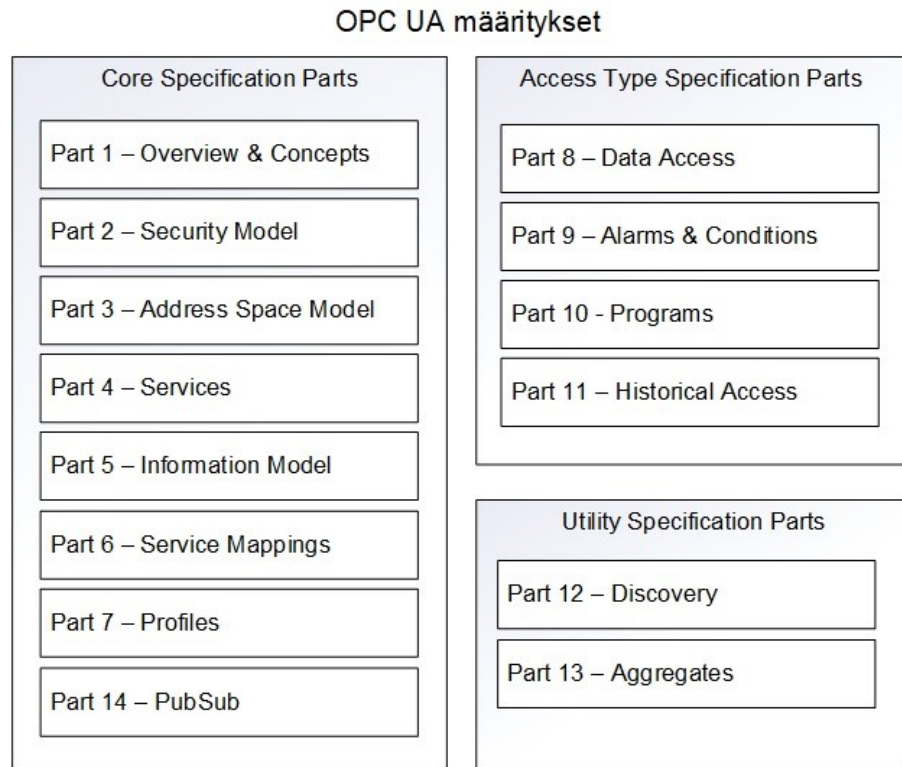 OPC UA määritykset
Core Specification Parts
Part 1 – Overview & Concepts
Part 2 – Security Model
Part 3 – Address Space Model
Part 4 – Services
Part 5 – Information Model
Part 6 – Service Mappings
Part 7 – Profiles
Part 14 – PubSub
Access Type Specification Parts
Part 8 – Data Access
Part 9 – Alarms & Conditions
Part 10 - Programs
Part 11 – Historical Access
Utility Specification Parts
Part 12 – Discovery
Part 13 – Aggregates